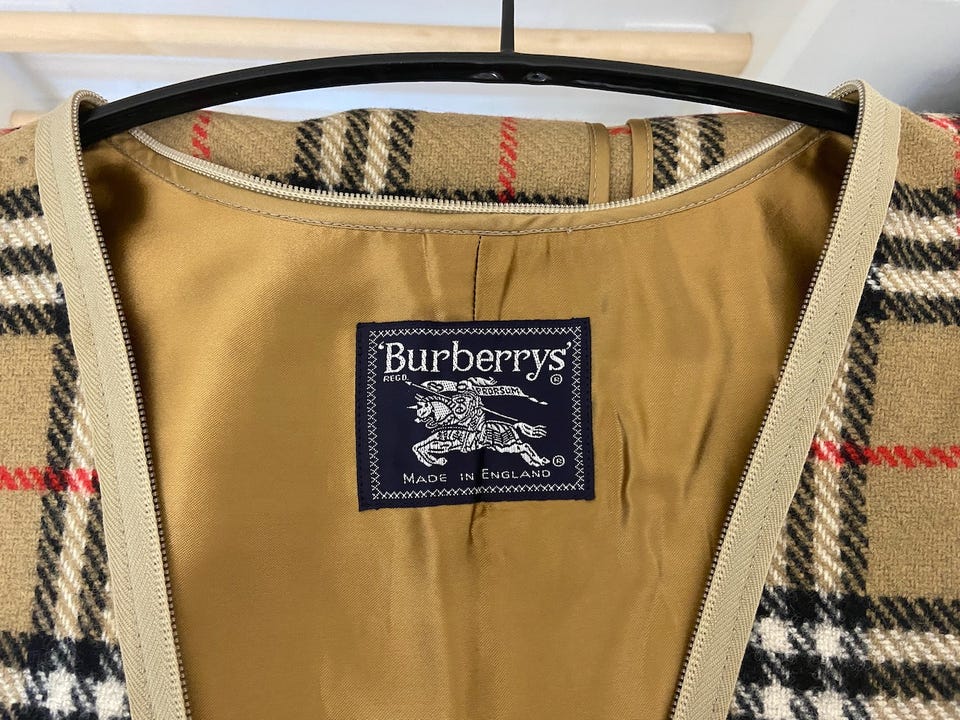 'Burberrys'
REGD. ®
PRORSUM
®
MADE IN ENGLAND